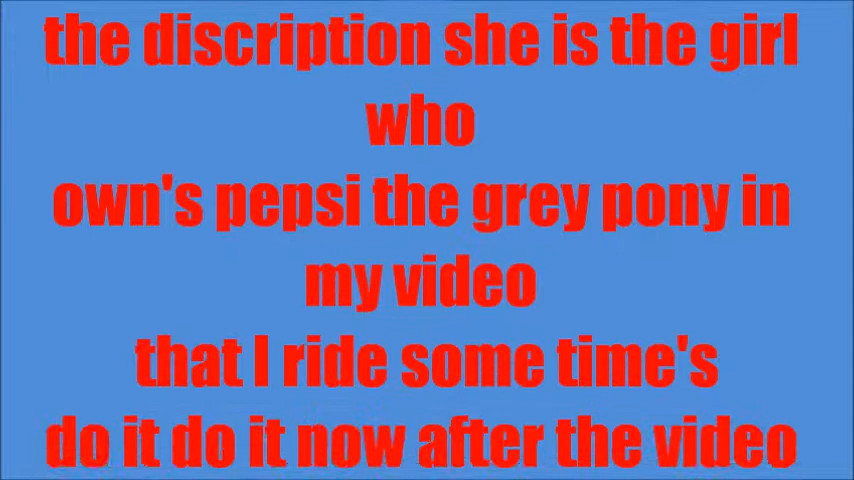 the discription she is the girl
who
own's pepsi the grey pony in
my video
that I ride some time's
do it do it now after the video